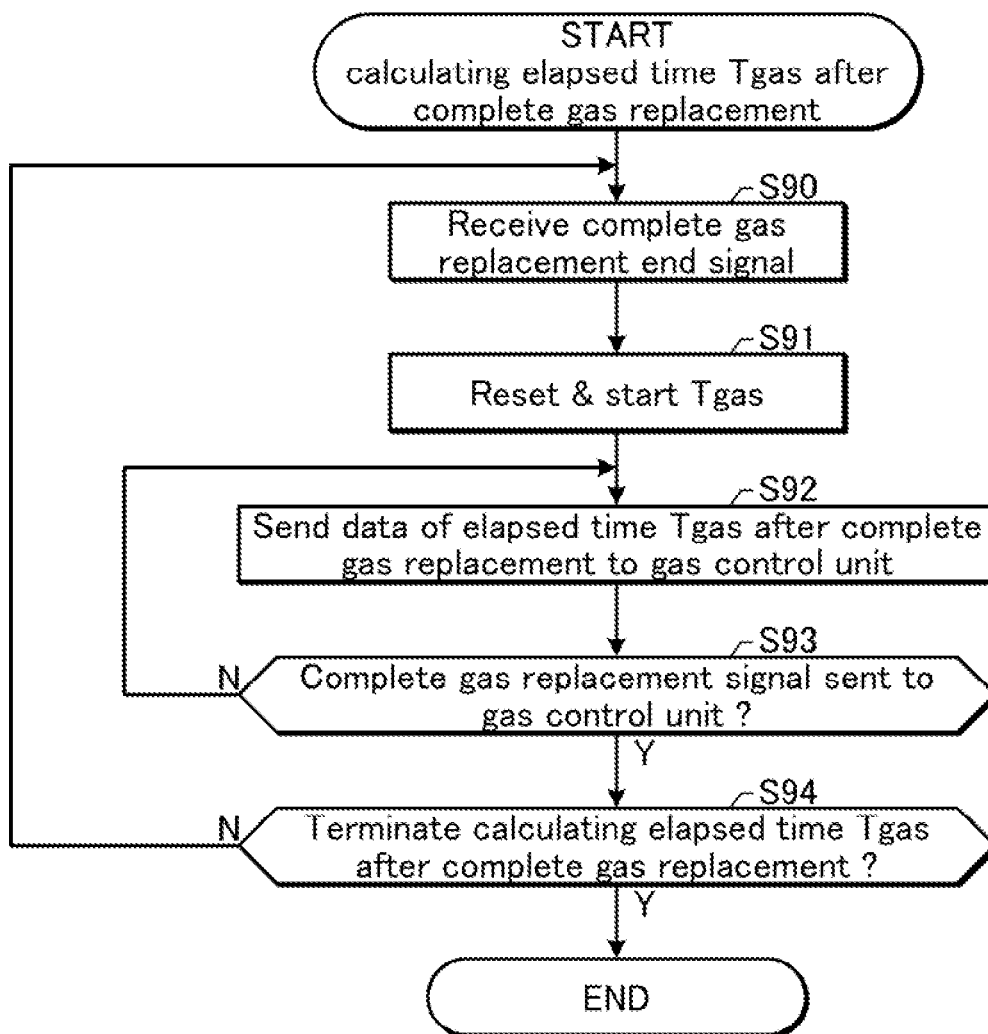 START
calculating elapsed time Tgas after
complete gas replacement
S90
Receive complete gas
replacement end signal
S91
Reset & start Tgas
S92
Send data of elapsed time Tgas after complete
gas replacement to gas control unit
S93
N
Complete gas replacement signal sent to
gas control unit ?
Y
S94
N
Terminate calculating elapsed time Tgas
after complete gas replacement ?
Y
END